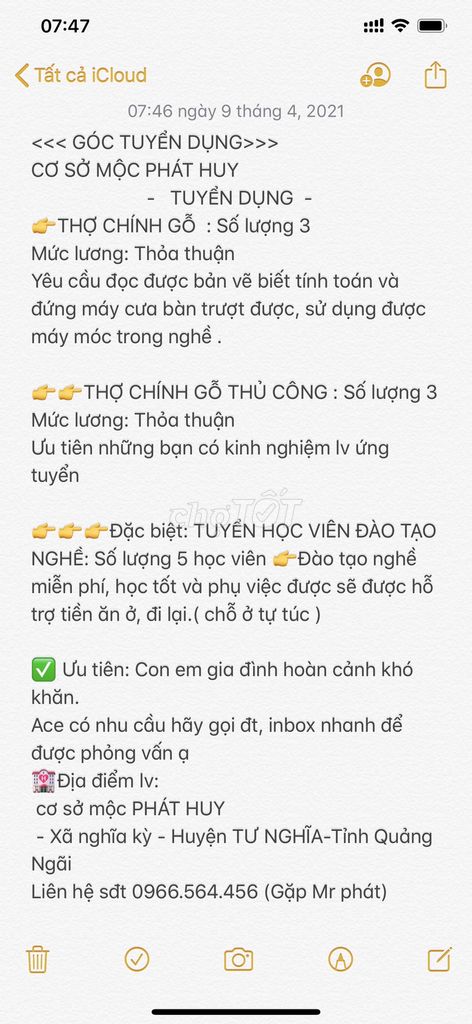 07:47
Tất cả iCloud
07:46 ngày 9 tháng 4, 2021
<<< GÓC TUYỂN DỤNG>>>
CƠ SỞ MỘC PHÁT HUY
- TUYỂN DỤNG -
👉THỢ CHÍNH GỖ : Số lượng 3
Mức lương: Thỏa thuận
Yêu cầu đọc được bản vẽ biết tính toán và
đứng máy cưa bàn trượt được, sử dụng được
máy móc trong nghề .
👉👉THỢ CHÍNH GỖ THỦ CÔNG : Số lượng 3
Mức lương: Thỏa thuận
Ưu tiên những bạn có kinh nghiệm lv ứng
tuyển
chợTỐT
👉👉👉Đặc biệt: TUYỂN HỌC VIÊN ĐÀO TẠO
NGHỀ: Số lượng 5 học viên 👉Đào tạo nghề
miễn phí, học tốt và phụ việc được sẽ được hỗ
trợ tiền ăn ở, đi lại.( chỗ ở tự túc )
✅ Ưu tiên: Con em gia đình hoàn cảnh khó
khăn.
Ace có nhu cầu hãy gọi đt, inbox nhanh để
được phỏng vấn ạ
🏩Địa điểm lv:
cơ sở mộc PHÁT HUY
- Xã nghĩa kỳ - Huyện TƯ NGHĨA-Tỉnh Quảng
Ngãi
Liên hệ sđt 0966.564.456 (Gặp Mr phát)